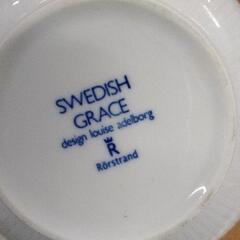 SWEDISH
GRACE
design louise adelborg
R
Rörstrand